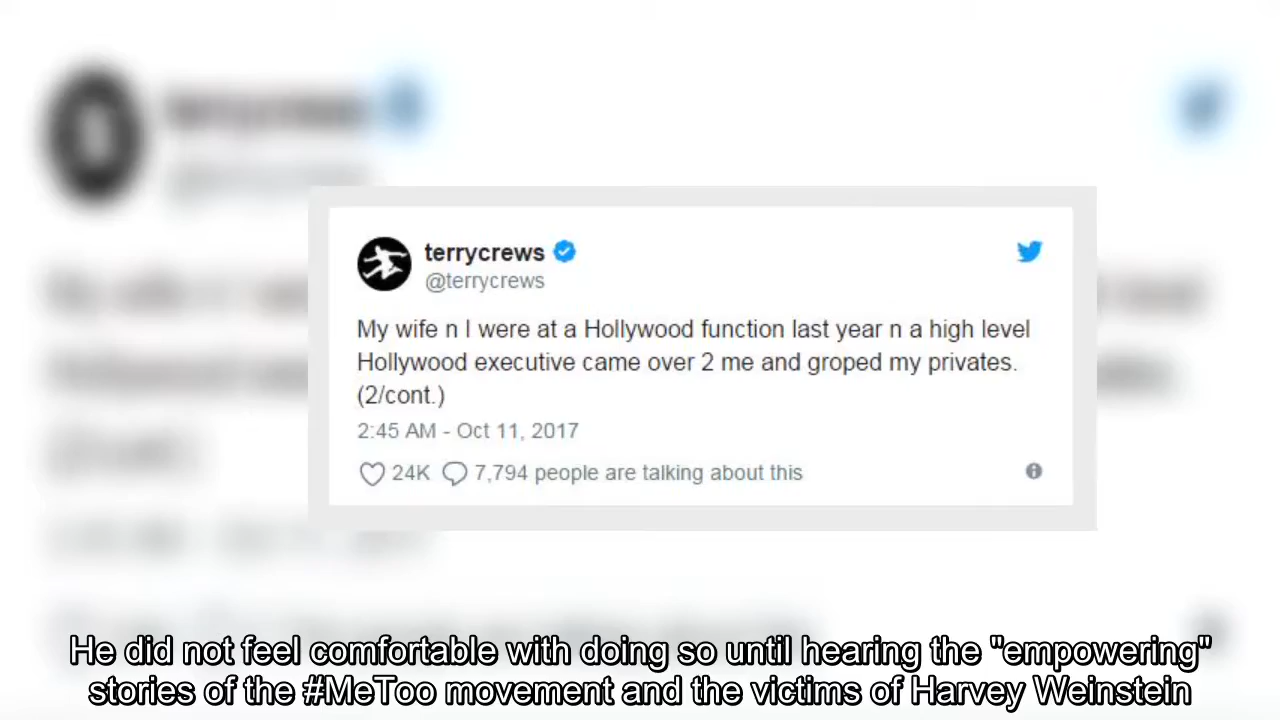 terrycrews
@terrycrews
My wife n I were at a Hollywood function last year n a high level
Hollywood executive came over 2 me and groped my privates.
(2/cont.)
2:45 AM - Oct 11, 2017
24K 7,794 people are talking about this
He did not feel comfortable with doing so until hearing the "empowering"
stories of the #MeToo movement and the victims of Harvey Weinstein